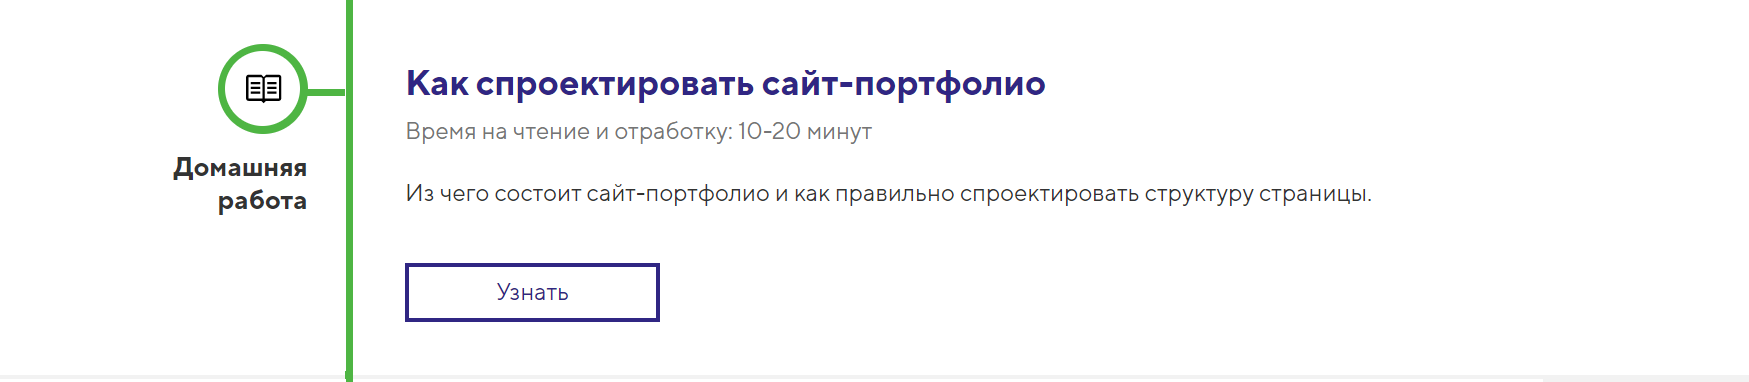 Домашняя
работа
Как спроектировать сайт-портфолио
Время на чтение и отработку: 10-20 минут
Из чего состоит сайт-портфолио и как правильно спроектировать структуру страницы.
Узнать